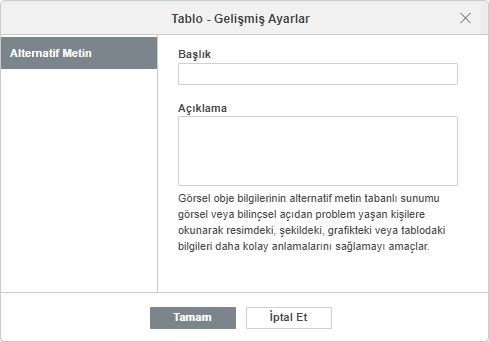 Tablo - Gelişmiş Ayarlar
Alternatif Metin
Başlık
Açıklama
Görsel obje bilgilerinin alternatif metin tabanlı sunumu
görsel veya bilinçsel açıdan problem yaşan kişilere
okunarak resimdeki, şekildeki, grafikteki veya tablodaki
bilgileri daha kolay anlamalarını sağlamayı amaçlar.
Tamam
İptal Et